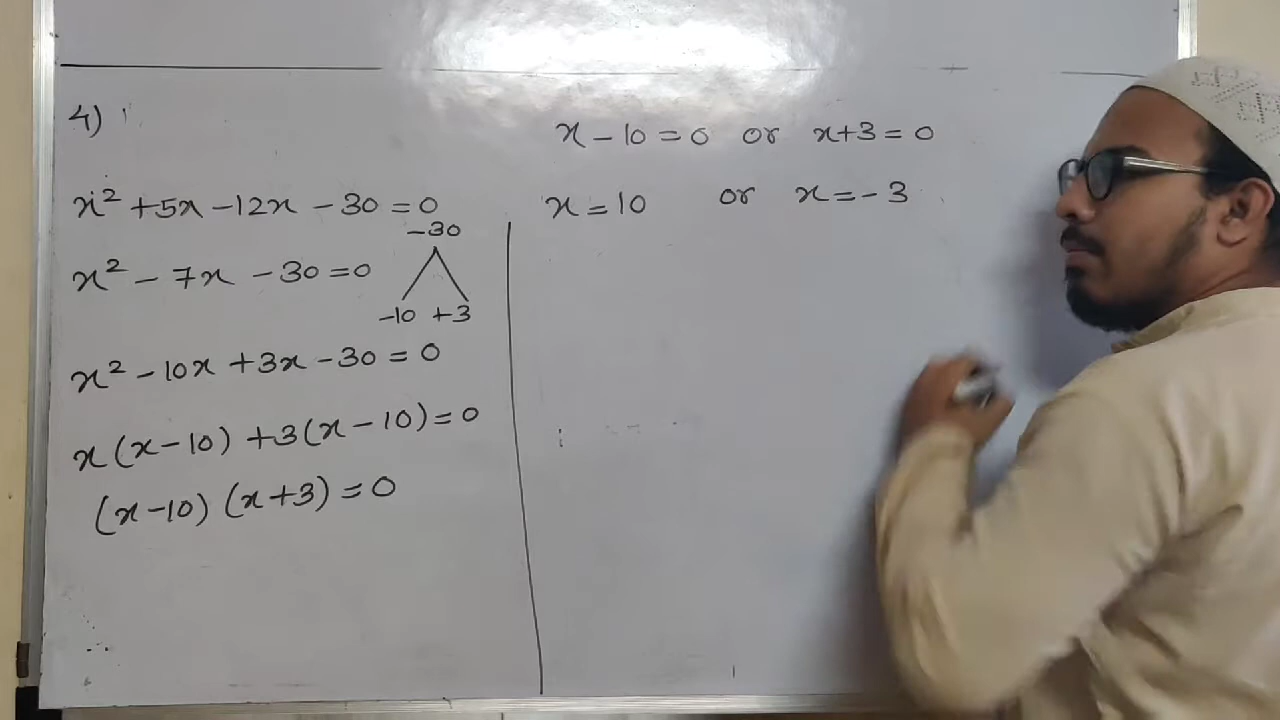 4)
x² + 5x - 12x - 30 = 0
x² - 7x - 30 = 0
-30
-10 +3
x² - 10x + 3x - 30 = 0
x(x - 10) + 3(x - 10) = 0
(x - 10) (x + 3) = 0
x - 10 = 0 or x + 3 = 0
x = 10 or x = - 3